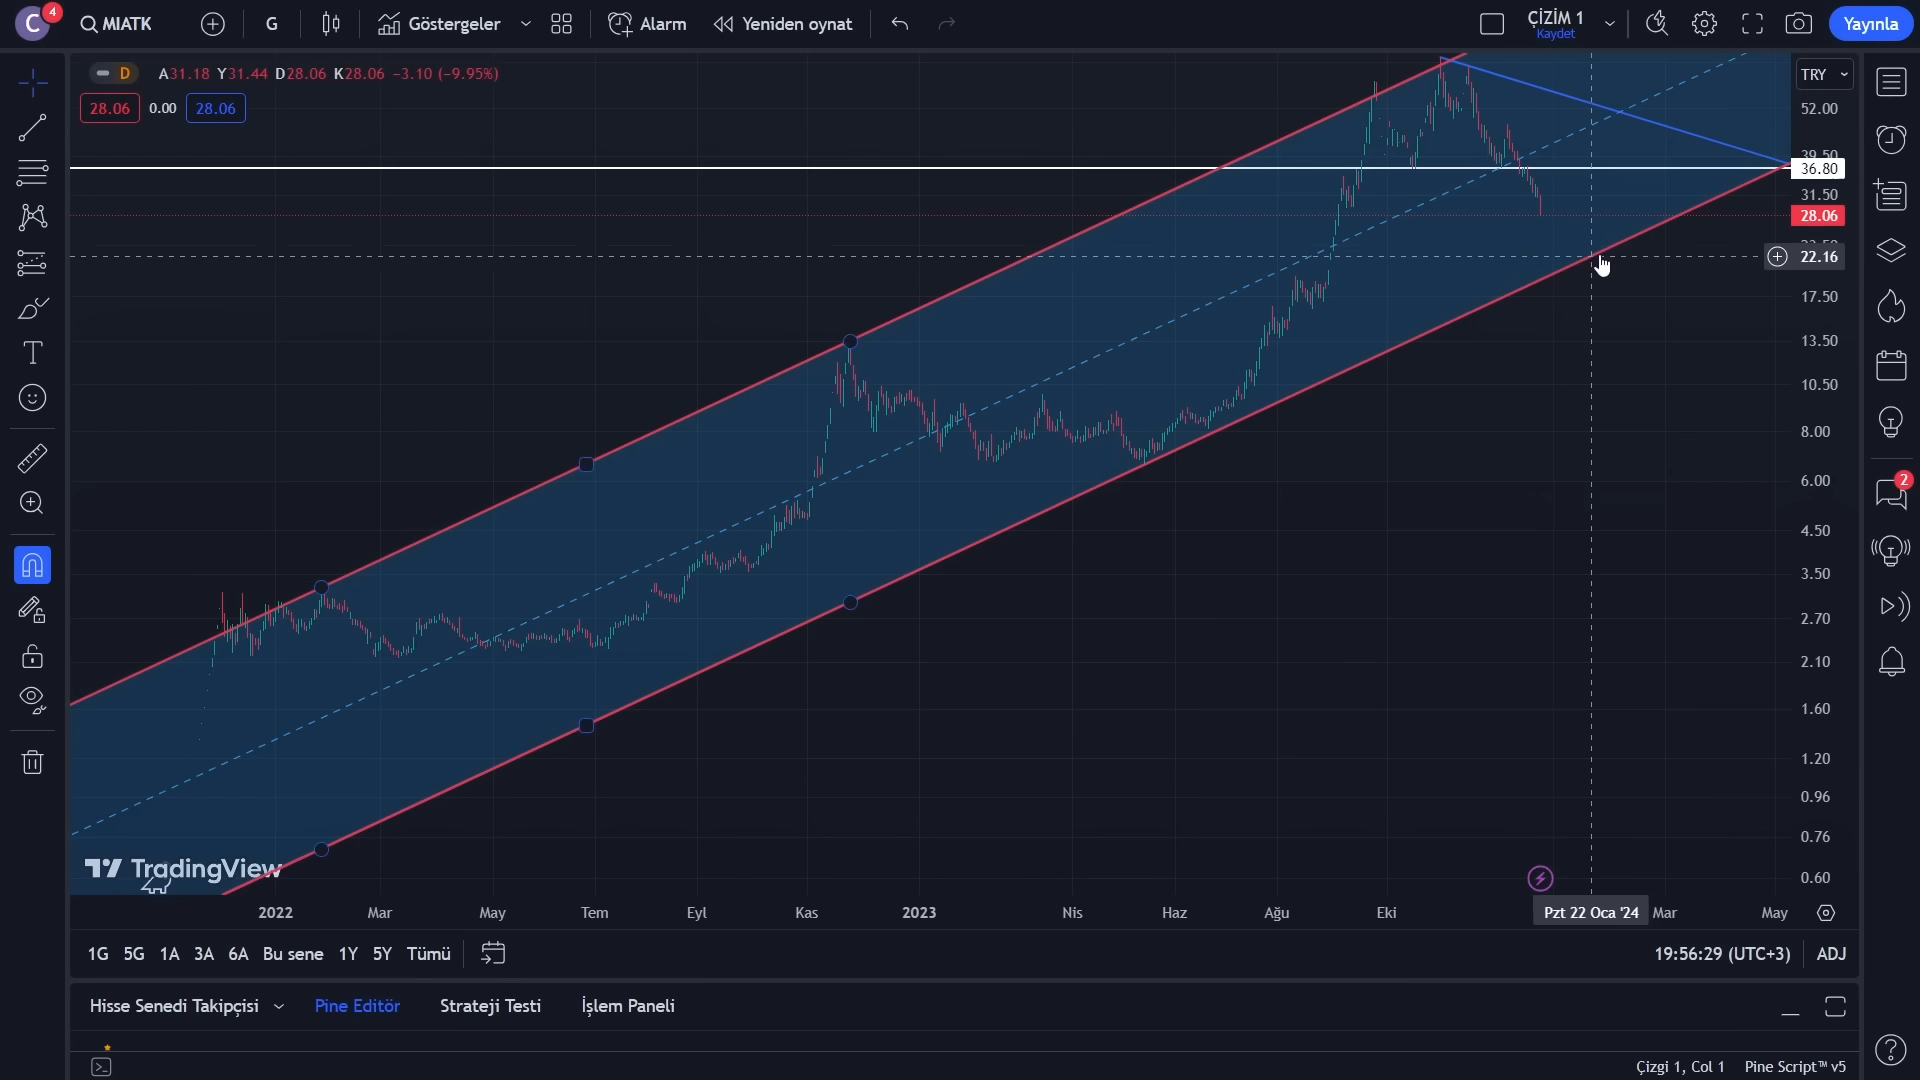 C
4
MIATK
G
Göstergeler
Alarm
Yeniden oynat
ÇİZİM 1
Kaydet
Yayınla
D
A31.18 Y31.44 D28.06 K28.06 −3.10 (−9.95%)
28.06
0.00
28.06
TRY
52.00
36.80
31.50
28.06
22.16
17.50
13.50
10.50
8.00
6.00
4.50
3.50
2.70
2.10
1.60
1.20
0.96
0.76
0.60
2
TradingView
2022
Mar
May
Tem
Eyl
Kas
2023
Nis
Haz
Ağu
Eki
Pzt 22 Oca '24
Mar
May
1G 5G 1A 3A 6A Bu sene 1Y 5Y Tümü
19:56:29 (UTC+3)
ADJ
Hisse Senedi Takipçisi
Pine Editör
Strateji Testi
İşlem Paneli
Çizgi 1, Col 1
Pine Script™ v5